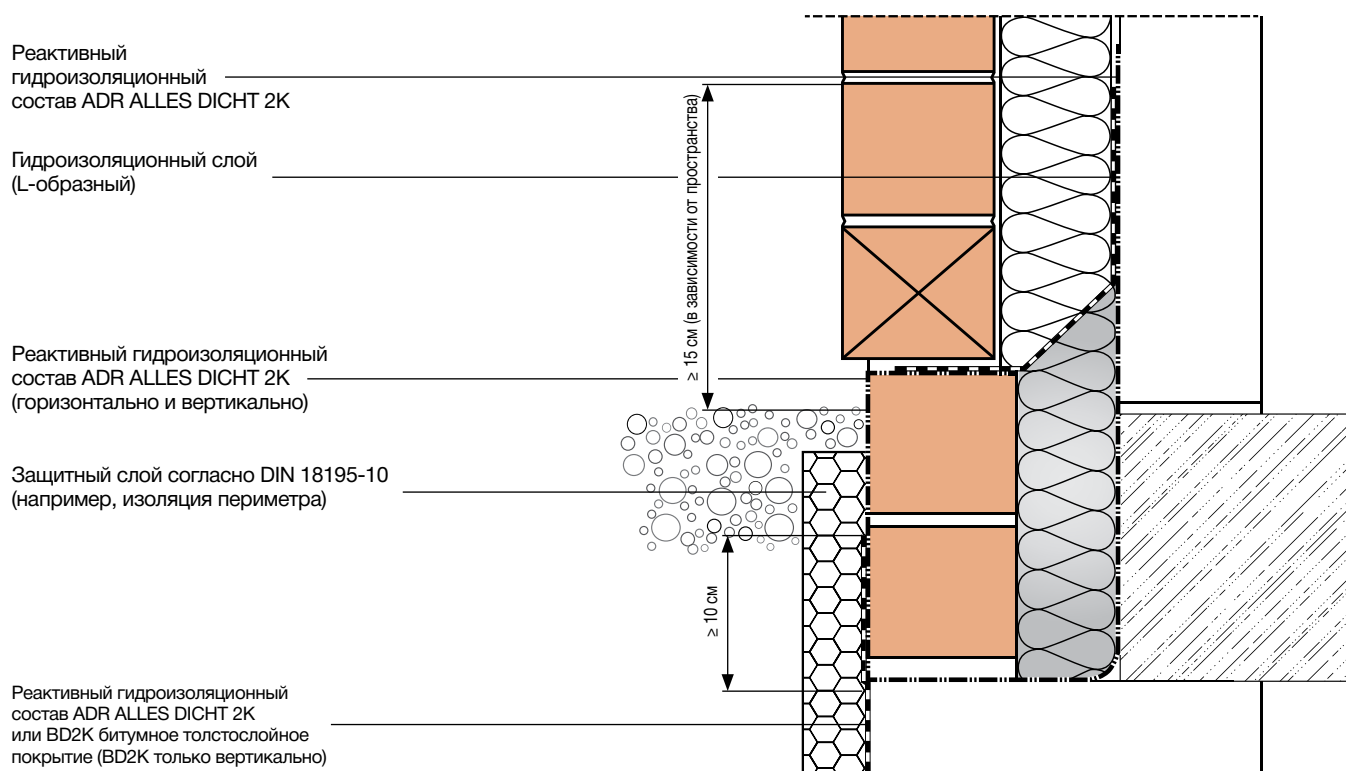 Реактивный
гидроизоляционный
состав ADR ALLES DICHT 2K
Гидроизоляционный слой
(L-образный)
≥ 15 см (в зависимости от пространства)
Реактивный гидроизоляционный
состав ADR ALLES DICHT 2K
(горизонтально и вертикально)
Защитный слой согласно DIN 18195-10
(например, изоляция периметра)
≥ 10 см
Реактивный гидроизоляционный
состав ADR ALLES DICHT 2K
или BD2K битумное толстослойное
покрытие (BD2K только вертикально)